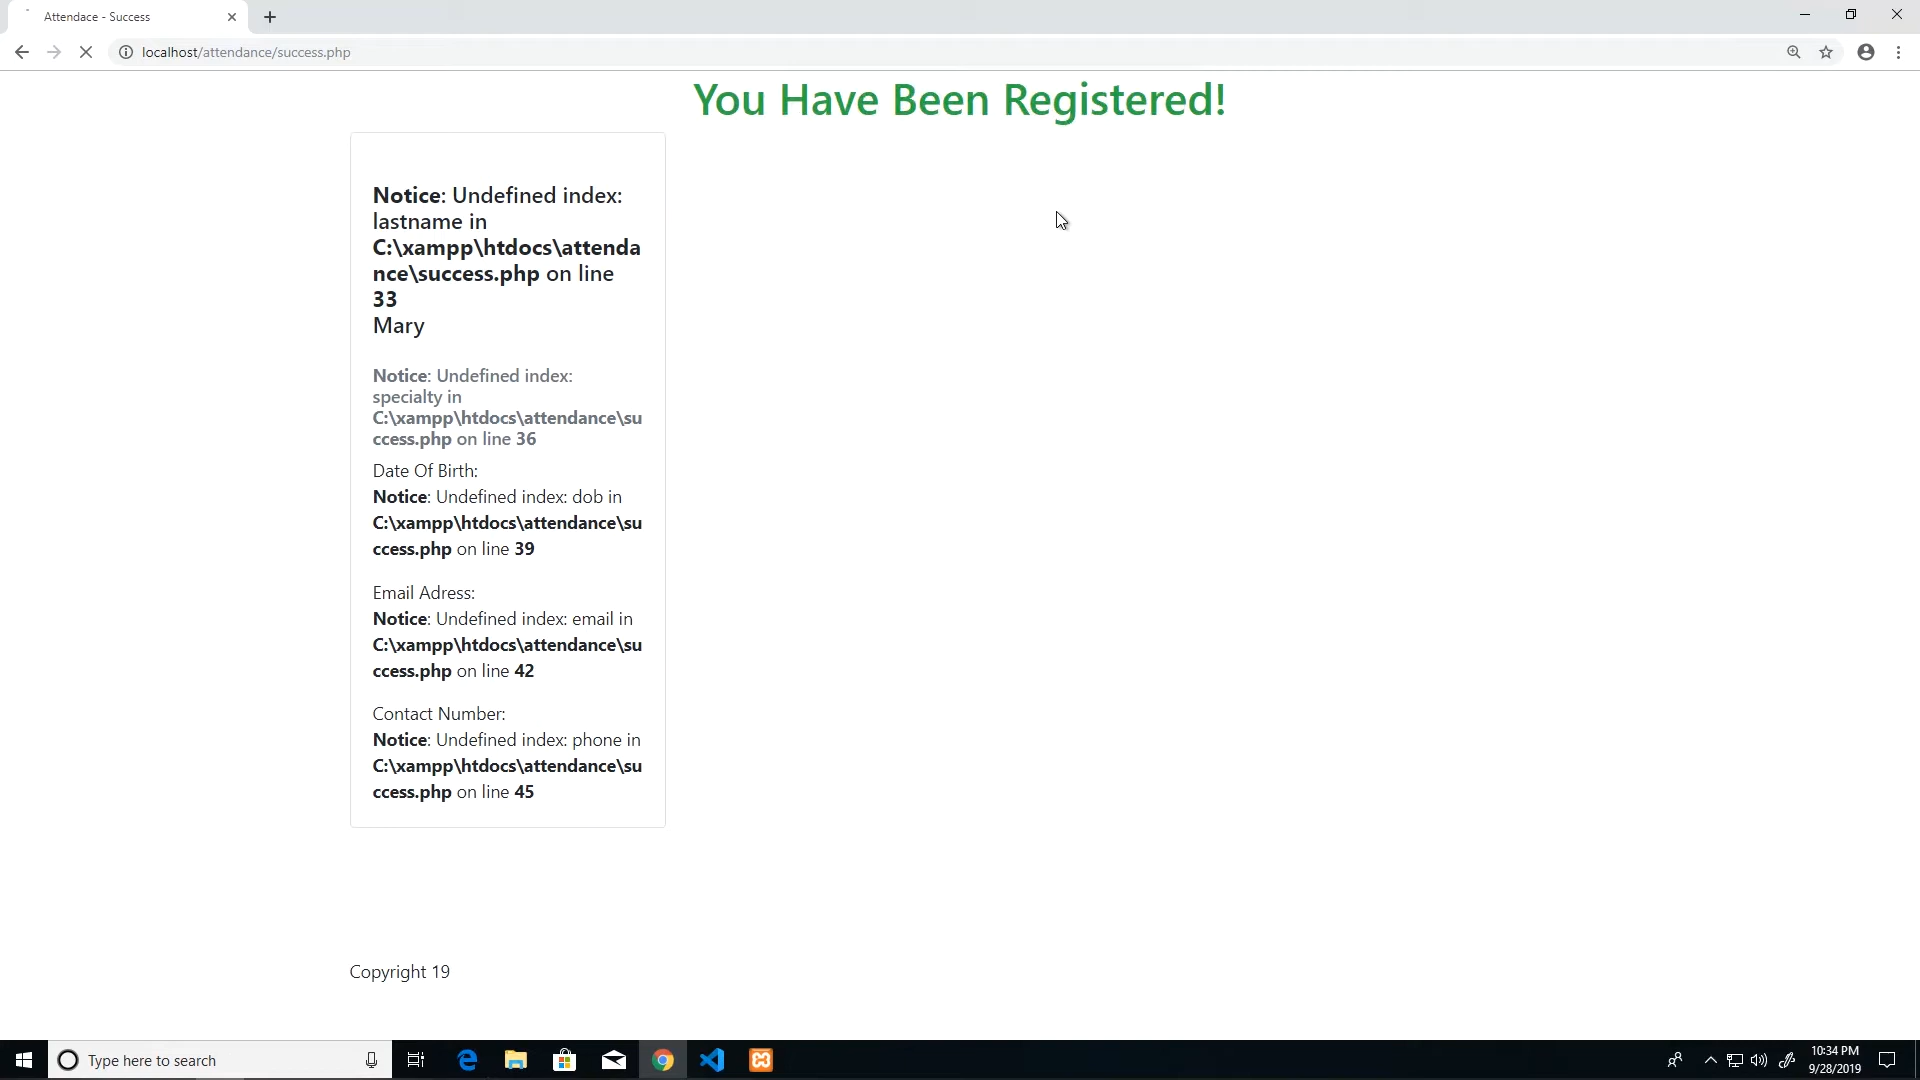 Attendace - Success
localhost/attendance/success.php
You Have Been Registered!
Notice: Undefined index:
lastname in
C:\xampp\htdocs\attenda
nce\success.php on line
33
Mary
Notice: Undefined index:
specialty in
C:\xampp\htdocs\attendance\su
ccess.php on line 36
Date Of Birth:
Notice: Undefined index: dob in
C:\xampp\htdocs\attendance\su
ccess.php on line 39
Email Adress:
Notice: Undefined index: email in
C:\xampp\htdocs\attendance\su
ccess.php on line 42
Contact Number:
Notice: Undefined index: phone in
C:\xampp\htdocs\attendance\su
ccess.php on line 45
Copyright 19
Type here to search
10:34 PM
9/28/2019